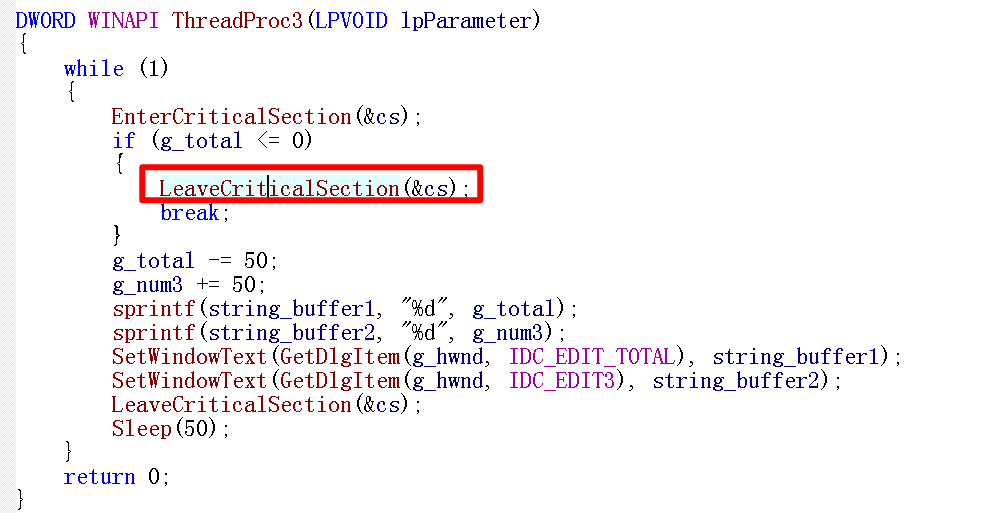 DWORD WINAPI ThreadProc3(LPVOID lpParameter)
{
while (1)
{
EnterCriticalSection(&cs);
if (g_total <= 0)
{
LeaveCriticalSection(&cs);
break;
}
g_total -= 50;
g_num3 += 50;
sprintf(string_buffer1, "%d", g_total);
sprintf(string_buffer2, "%d", g_num3);
SetWindowText(GetDlgItem(g_hwnd, IDC_EDIT_TOTAL), string_buffer1);
SetWindowText(GetDlgItem(g_hwnd, IDC_EDIT3), string_buffer2);
LeaveCriticalSection(&cs);
Sleep(50);
}
return 0;
}